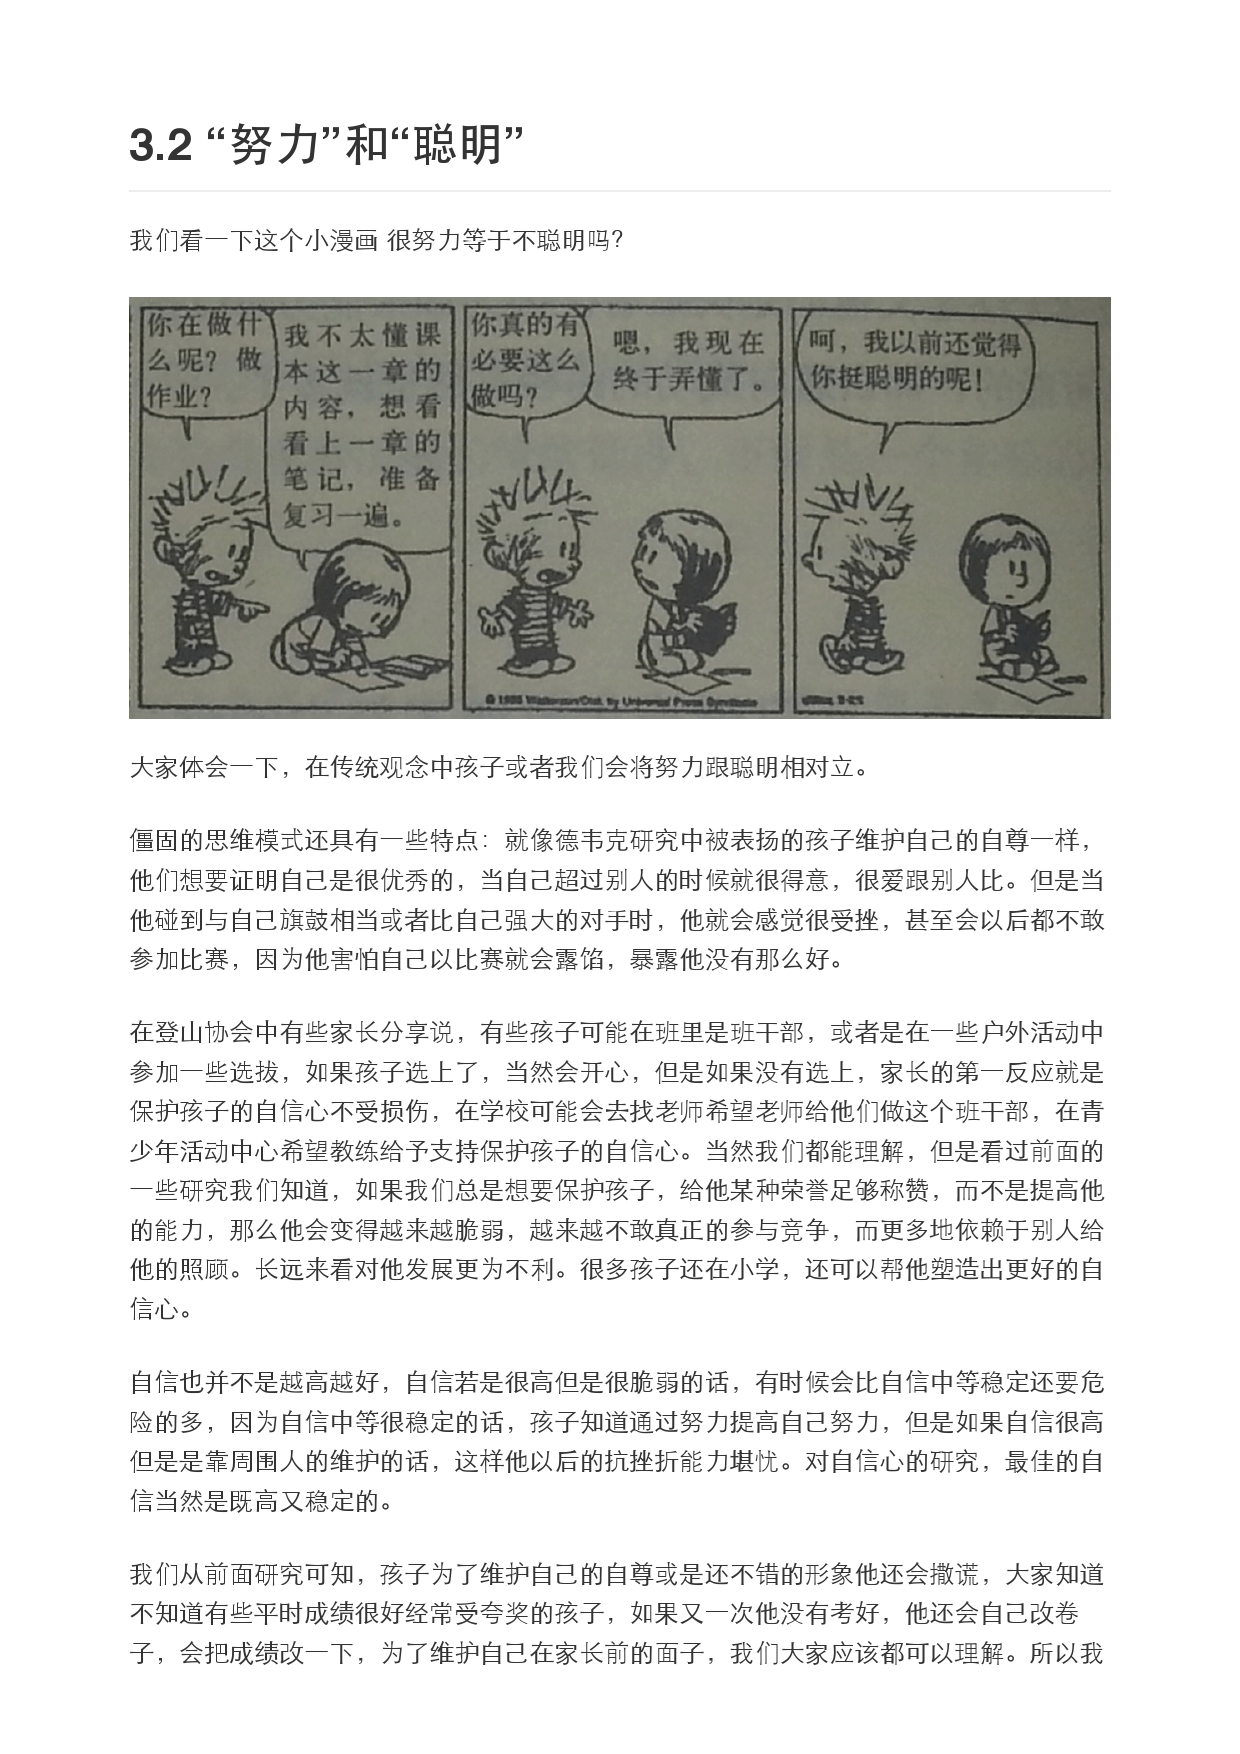 3.2 “努力”和“聪明”
我们看一下这个小漫画 很努力等于不聪明吗？
你在做什
么呢？做
作业？
我不太懂课
本这一章的
内容，想看
看上一章的
笔记，准备
复习一遍。
你真的有
必要这么
做吗？
嗯，我现在
终于弄懂了。
呵，我以前还觉得
你挺聪明的呢！
大家体会一下，在传统观念中孩子或者我们会将努力跟聪明相对立。
僵固的思维模式还具有一些特点：就像德韦克研究中被表扬的孩子维护自己的自尊一样，
他们想要证明自己是很优秀的，当自己超过别人的时候就很得意，很爱跟别人比。但是当
他碰到与自己旗鼓相当或者比自己强大的对手时，他就会感觉很受挫，甚至会以后都不敢
参加比赛，因为他害怕自己以比赛就会露馅，暴露他没有那么好。
在登山协会中有些家长分享说，有些孩子可能在班里是班干部，或者是在一些户外活动中
参加一些选拔，如果孩子选上了，当然会开心，但是如果没有选上，家长的第一反应就是
保护孩子的自信心不受损伤，在学校可能会去找老师希望老师给他们做这个班干部，在青
少年活动中心希望教练给予支持保护孩子的自信心。当然我们都能理解，但是看过前面的
一些研究我们知道，如果我们总是想要保护孩子，给他某种荣誉足够称赞，而不是提高他
的能力，那么他会变得越来越脆弱，越来越不敢真正的参与竞争，而更多地依赖于别人给
他的照顾。长远来看对他发展更为不利。很多孩子还在小学，还可以帮他塑造出更好的自
信心。
自信也并不是越高越好，自信若是很高但是很脆弱的话，有时候会比自信中等稳定还要危
险的多，因为自信中等很稳定的话，孩子知道通过努力提高自己努力，但是如果自信很高
但是是靠周围人的维护的话，这样他以后的抗挫折能力堪忧。对自信心的研究，最佳的自
信当然是既高又稳定的。
我们从前面研究可知，孩子为了维护自己的自尊或是还不错的形象他还会撒谎，大家知道
不知道有些平时成绩很好经常受夸奖的孩子，如果又一次他没有考好，他还会自己改卷
子，会把成绩改一下，为了维护自己在家长前的面子，我们大家应该都可以理解。所以我